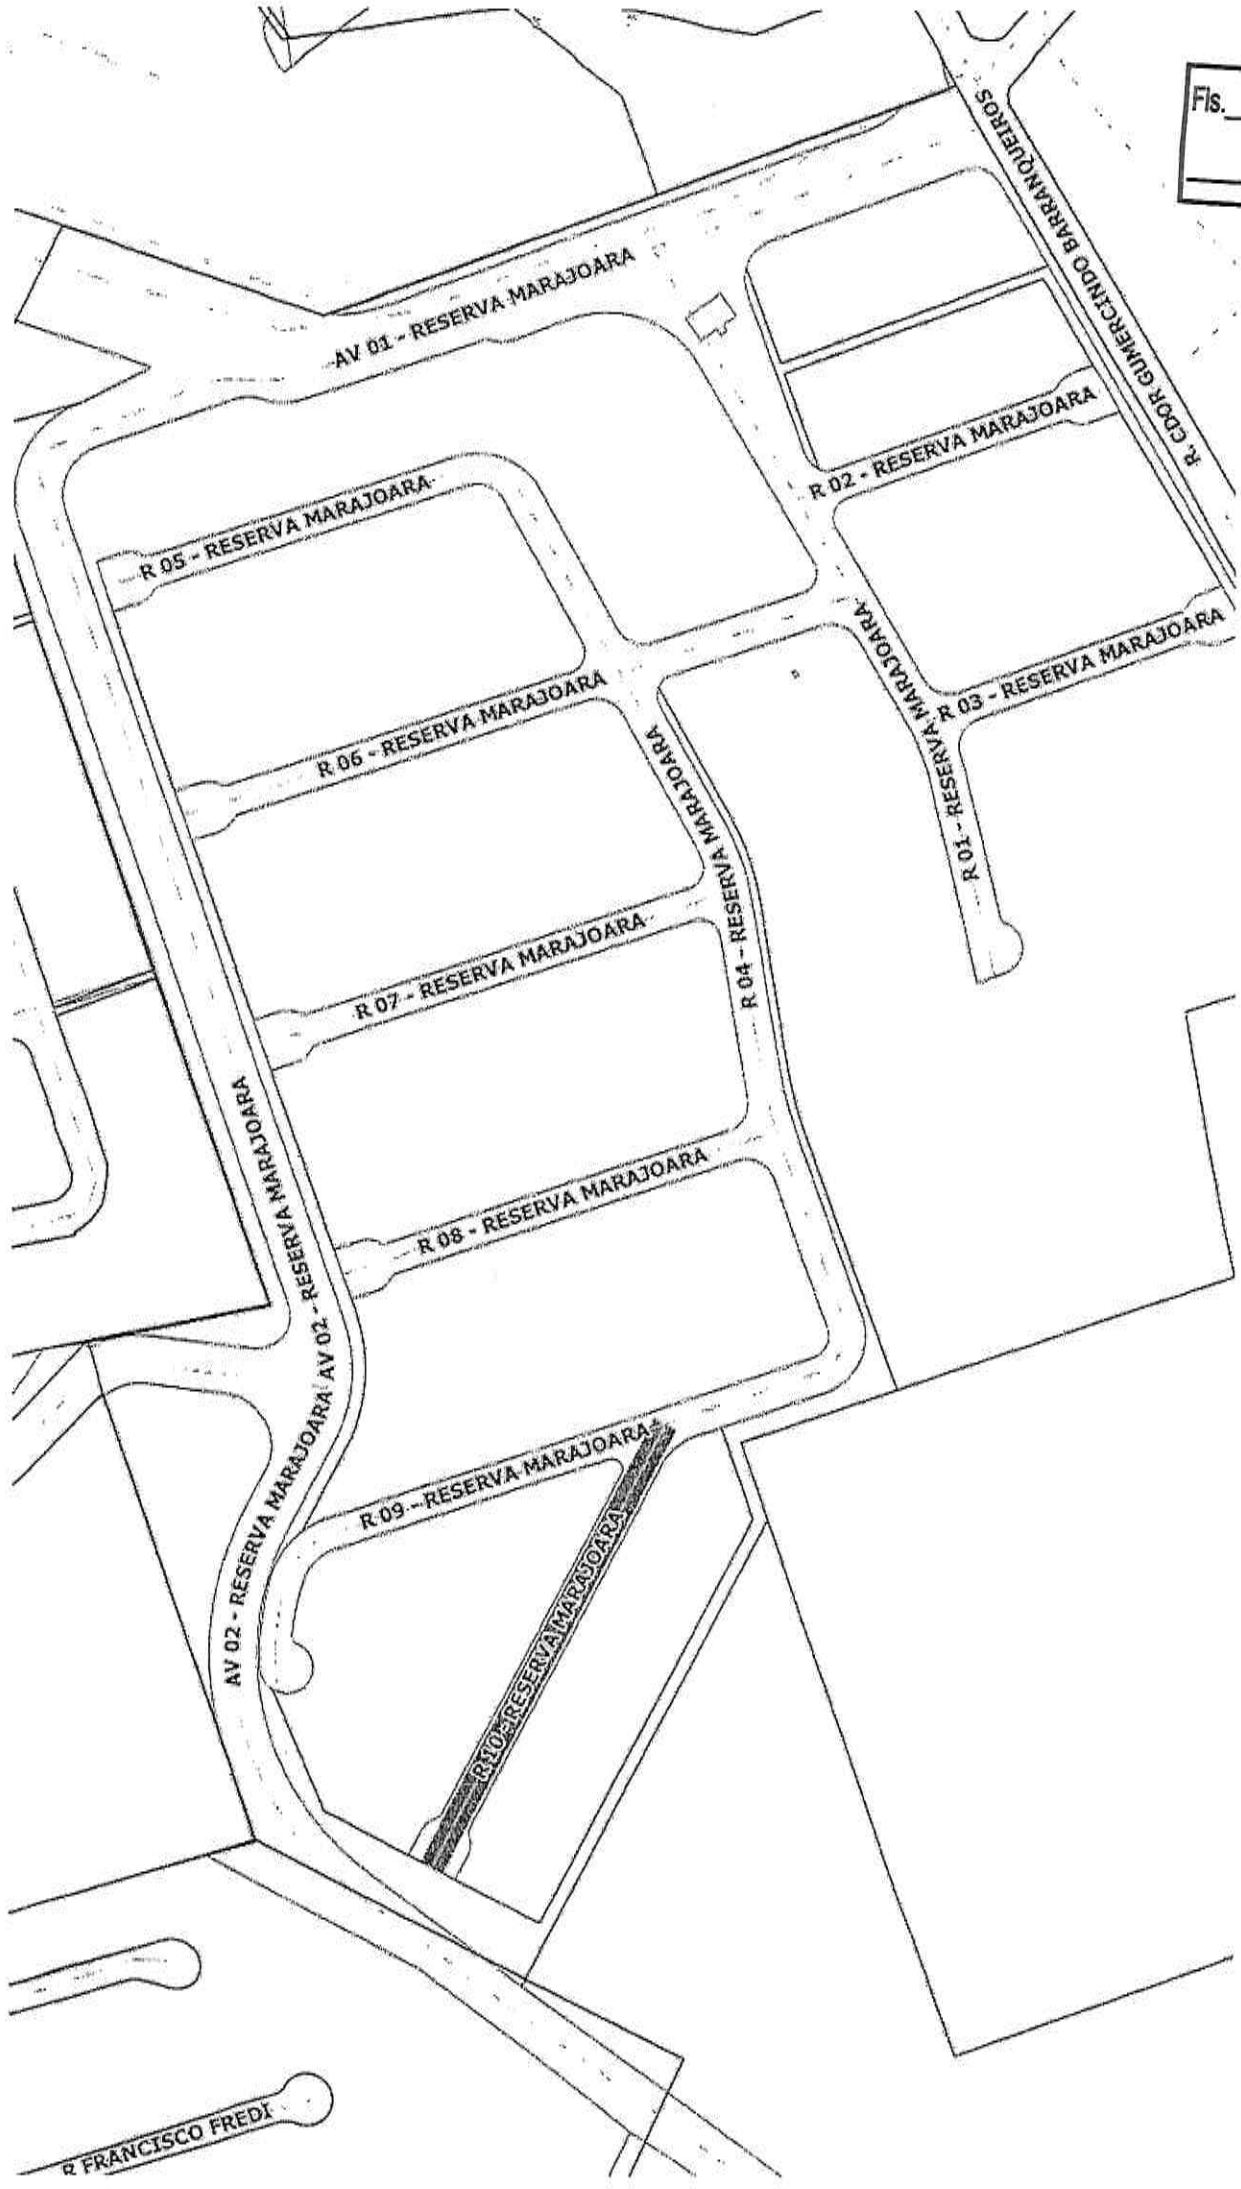 Fls._
R. CDOR GUMERCINDO BARRANQUEIROS
AV 01 - RESERVA MARAJOARA
R 02 - RESERVA MARAJOARA
R 05 - RESERVA MARAJOARA
R 03 - RESERVA MARAJOARA
R 01 - RESERVA MARAJOARA
R 06 - RESERVA MARAJOARA
R 04 - RESERVA MARAJOARA
R 07 - RESERVA MARAJOARA
R 08 - RESERVA MARAJOARA
AV 02 - RESERVA MARAJOARA
AV 02 - RESERVA MARAJOARA
R 09 - RESERVA MARAJOARA
R 10 - RESERVA MARAJOARA
R FRANCISCO FREDI